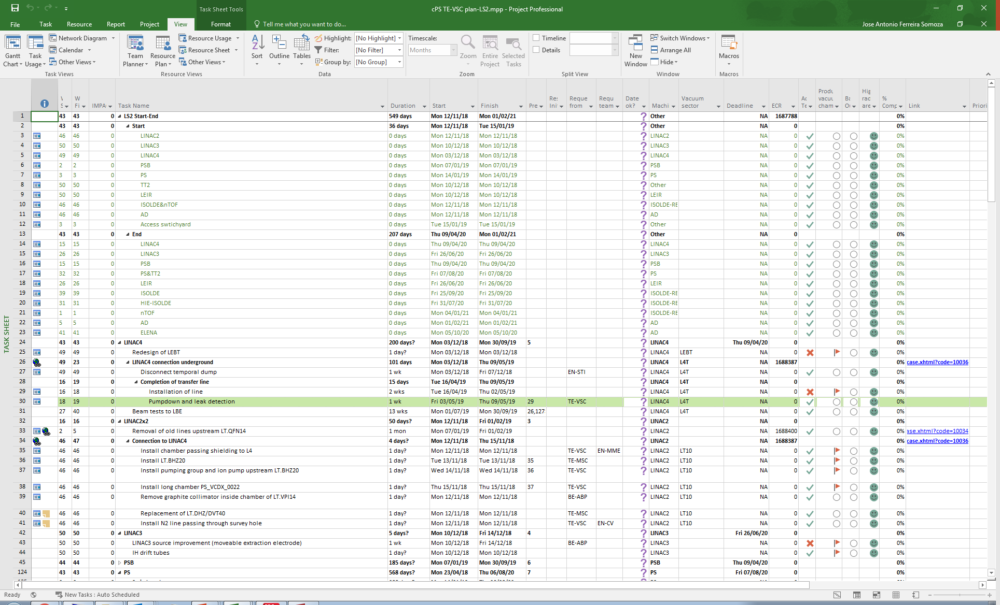 Task Sheet Tools
cPS TE-VSC plan-LS2.mpp - Project Professional
File Task Resource Report Project View Format Tell me what you want to do... Jose Antonio Ferreira Somoza
Gantt Chart Task Usage Network Diagram Calendar Other Views Team Planner Resource Plan Resource Usage Resource Sheet Other Views Sort Outline Tables Highlight: [No Highlight] Filter: [No Filter] Group by: [No Group] Timescale: Months Zoom Entire Project Selected Tasks Timeline Details New Window Switch Windows Arrange All Hide Macros
Task Views Resource Views Data Zoom Split View Window Macros
IMPA Task Name Duration Start Finish Pre Re: Ini Reque from Requ team Date ok? Machi Vacuum sector Deadline ECR Produ vacuu cham % Comp Link Priori
1 43 43 0 LS2 Start-End 549 days Mon 12/11/18 Mon 01/02/21 ? Other NA 1687788 0%
2 43 43 0 Start 36 days Mon 12/11/18 Tue 15/01/19 ? Other NA 0 0%
3 46 46 0 LINAC2 0 days Mon 12/11/18 Mon 12/11/18 ? LINAC2 NA 0 0%
4 50 50 0 LINAC3 0 days Mon 10/12/18 Mon 10/12/18 ? LINAC3 NA 0 0%
5 49 49 0 LINAC4 0 days Mon 03/12/18 Mon 03/12/18 ? LINAC4 NA 0 0%
6 2 2 0 PSB 0 days Mon 07/01/19 Mon 07/01/19 ? PSB NA 0 0%
7 3 3 0 PS 0 days Mon 14/01/19 Mon 14/01/19 ? PS NA 0 0%
8 50 50 0 TT2 0 days Mon 10/12/18 Mon 10/12/18 ? Other NA 0 0%
9 50 50 0 LEIR 0 days Mon 10/12/18 Mon 10/12/18 ? LEIR NA 0 0%
10 46 46 0 ISOLDE&nTOF 0 days Mon 12/11/18 Mon 12/11/18 ? ISOLDE-RE NA 0 0%
11 46 46 0 AD 0 days Mon 12/11/18 Mon 12/11/18 ? AD NA 0 0%
12 3 3 0 Access swtichyard 0 days Tue 15/01/19 Tue 15/01/19 ? Other NA 0 0%
13 43 43 0 End 207 days Thu 09/04/20 Mon 01/02/21 ? Other NA 0 0%
14 15 15 0 LINAC4 0 days Thu 09/04/20 Thu 09/04/20 ? LINAC4 NA 0 0%
15 26 26 0 LINAC3 0 days Fri 26/06/20 Fri 26/06/20 ? LINAC3 NA 0 0%
16 15 15 0 PSB 0 days Thu 09/04/20 Thu 09/04/20 ? PSB NA 0 0%
17 32 32 0 PS&TT2 0 days Fri 07/08/20 Fri 07/08/20 ? PS NA 0 0%
18 26 26 0 LEIR 0 days Fri 26/06/20 Fri 26/06/20 ? LEIR NA 0 0%
19 39 39 0 ISOLDE 0 days Fri 25/09/20 Fri 25/09/20 ? ISOLDE-RE NA 0 0%
20 31 31 0 HIE-ISOLDE 0 days Fri 31/07/20 Fri 31/07/20 ? ISOLDE-RE NA 0 0%
21 1 1 0 nTOF 0 days Mon 04/01/21 Mon 04/01/21 ? ISOLDE-RE NA 0 0%
22 5 5 0 AD 0 days Mon 01/02/21 Mon 01/02/21 ? AD NA 0 0%
23 41 41 0 ELENA 0 days Mon 05/10/20 Mon 05/10/20 ? AD NA 0 0%
24 43 43 0 LINAC4 200 days? Mon 03/12/18 Mon 30/09/19 5 ? LINAC4 Thu 09/04/20 0 0%
25 49 49 0 Redesign of LEBT 1 day? Mon 03/12/18 Mon 03/12/18 ? LINAC4 LEBT NA 0 0%
26 49 23 0 LINAC4 connection underground 101 days Mon 03/12/18 Thu 09/05/19 ? LINAC4 L4T NA 1688387 0% case.xhtml?code=10036
27 49 49 0 Disconnect temporal dump 1 wk Mon 03/12/18 Fri 07/12/18 EN-STI ? LINAC4 L4T NA 0 0%
28 16 19 0 Completion of transfer line 15 days Tue 16/04/19 Thu 09/05/19 ? LINAC4 L4T NA 0 0%
29 16 18 0 Installation of line 2 wks Tue 16/04/19 Thu 02/05/19 ? LINAC4 L4T NA 0 0%
30 18 19 0 Pumpdown and leak detection 1 wk Fri 03/05/19 Thu 09/05/19 29 TE-VSC ? LINAC4 L4T NA 0 0%
31 27 40 0 Beam tests to LBE 13 wks Mon 01/07/19 Mon 30/09/19 26,127 ? LINAC4 L4T NA 0 0%
32 16 16 0 LINAC2x2 50 days? Mon 12/11/18 Fri 01/02/19 3 ? LINAC2 NA 0 0%
33 2 5 0 Removal of old lines upstream LT.QFN14 1 mon Mon 07/01/19 Fri 01/02/19 ? LINAC2 NA 1688400 0% ase.xhtml?code=10034
34 46 47 0 Connection to LINAC4 4 days? Mon 12/11/18 Thu 15/11/18 ? LINAC2 NA 1688387 0% case.xhtml?code=10036
35 46 46 0 Install chamber passing shielding to L4 1 day? Mon 12/11/18 Mon 12/11/18 TE-VSC EN-MME ? LINAC2 LT10 NA 0 0%
36 46 46 0 Install LT.BHZ20 1 day? Tue 13/11/18 Tue 13/11/18 35 TE-MSC ? LINAC2 LT10 NA 0 0%
37 46 46 0 Install pumping group and ion pump upstream LT.BHZ20 1 day? Wed 14/11/18 Wed 14/11/18 36 TE-VSC ? LINAC2 LT10 NA 0 0%
38 46 46 0 Install long chamber PS_VCDX_0022 1 day? Thu 15/11/18 Thu 15/11/18 37 TE-VSC ? LINAC2 LT10 NA 0 0%
39 46 46 0 Remove graphite collimator inside chamber of LT.VPI14 1 day? Mon 12/11/18 Mon 12/11/18 BE-ABP ? LINAC2 LT10 NA 0 0%
40 46 46 0 Replacement of LT.DHZ/DVT40 1 day? Mon 12/11/18 Mon 12/11/18 TE-MSC ? LINAC2 LT10 NA 0 0%
41 46 46 0 Install N2 line passing through survey hole 1 day? Mon 12/11/18 Mon 12/11/18 TE-VSC EN-CV ? LINAC2 LT10 NA 0 0%
42 50 50 0 LINAC3 5 days? Mon 10/12/18 Fri 14/12/18 4 ? LINAC3 Fri 26/06/20 0 0%
43 50 50 0 LINAC3 source improvement (moveable extraction electrode) 1 wk Mon 10/12/18 Fri 14/12/18 BE-ABP ? LINAC3 NA 0 0%
44 50 50 0 IH drift tubes 1 day? Mon 10/12/18 Mon 10/12/18 ? LINAC3 NA 0 0%
45 44 44 0 PSB 185 days? Mon 07/01/19 Mon 30/09/19 6 ? PSB Thu 09/04/20 0 0%
124 43 43 0 PS 568 days? Mon 23/04/18 Thu 06/08/20 7 ? PS Fri 07/08/20 0 0%
TASK SHEET
Ready New Tasks : Auto Scheduled